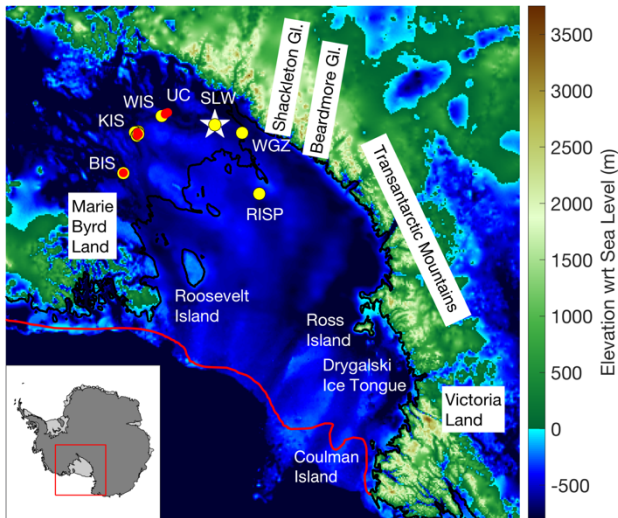 Shackleton Gl.
Beardmore Gl.
Transantarctic Mountains
WIS
UC
SLW
KIS
WGZ
BIS
RISP
Marie
Byrd
Land
Roosevelt
Island
Ross
Island
Drygalski
Ice Tongue
Victoria
Land
Coulman
Island
3500
3000
2500
2000
1500
1000
500
0
-500
Elevation wrt Sea Level (m)